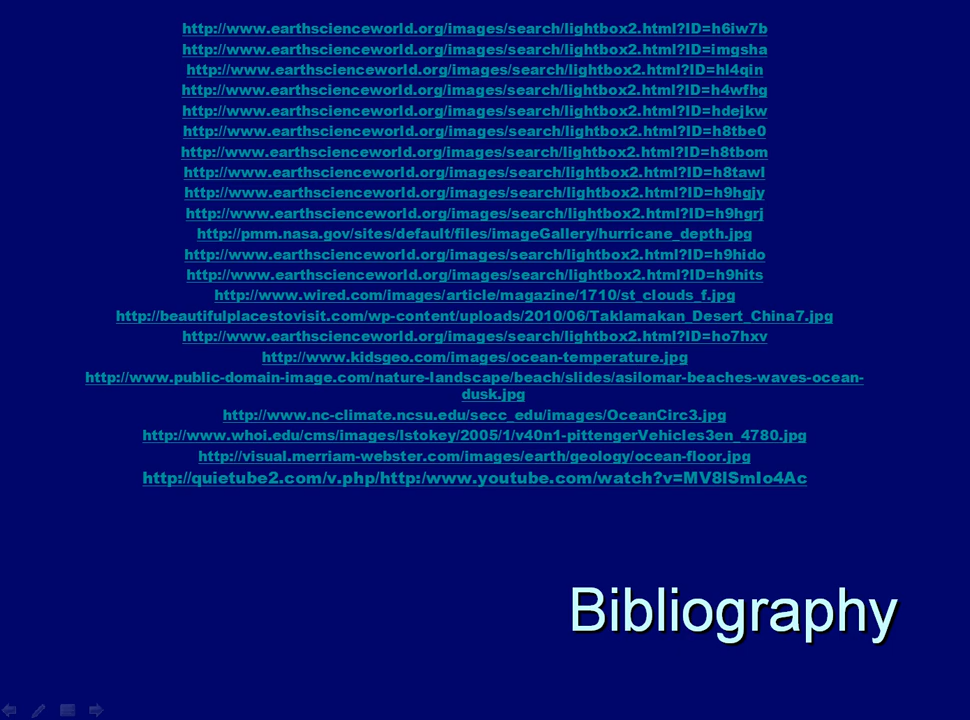 http://www.earthscienceworld.org/images/search/lightbox2.html?ID=h6iw7b
http://www.earthscienceworld.org/images/search/lightbox2.html?ID=imgsha
http://www.earthscienceworld.org/images/search/lightbox2.html?ID=hl4qin
http://www.earthscienceworld.org/images/search/lightbox2.html?ID=h4wfhg
http://www.earthscienceworld.org/images/search/lightbox2.html?ID=hdejkw
http://www.earthscienceworld.org/images/search/lightbox2.html?ID=h8tbe0
http://www.earthscienceworld.org/images/search/lightbox2.html?ID=h8tbom
http://www.earthscienceworld.org/images/search/lightbox2.html?ID=h8tawl
http://www.earthscienceworld.org/images/search/lightbox2.html?ID=h9hgjy
http://www.earthscienceworld.org/images/search/lightbox2.html?ID=h9hgrj
http://pmm.nasa.gov/sites/default/files/imageGallery/hurricane_depth.jpg
http://www.earthscienceworld.org/images/search/lightbox2.html?ID=h9hido
http://www.earthscienceworld.org/images/search/lightbox2.html?ID=h9hits
http://www.wired.com/images/article/magazine/1710/st_clouds_f.jpg
http://beautifulplacestovisit.com/wp-content/uploads/2010/06/Taklamakan_Desert_China7.jpg
http://www.earthscienceworld.org/images/search/lightbox2.html?ID=ho7hxv
http://www.kidsgeo.com/images/ocean-temperature.jpg
http://www.public-domain-image.com/nature-landscape/beach/slides/asilomar-beaches-waves-ocean-
dusk.jpg
http://www.nc-climate.ncsu.edu/secc_edu/images/OceanCirc3.jpg
http://www.whoi.edu/cms/images/lstokey/2005/1/v40n1-pittengerVehicles3en_4780.jpg
http://visual.merriam-webster.com/images/earth/geology/ocean-floor.jpg
http://quietube2.com/v.php/http:/www.youtube.com/watch?v=MV8lSmIo4Ac
Bibliography